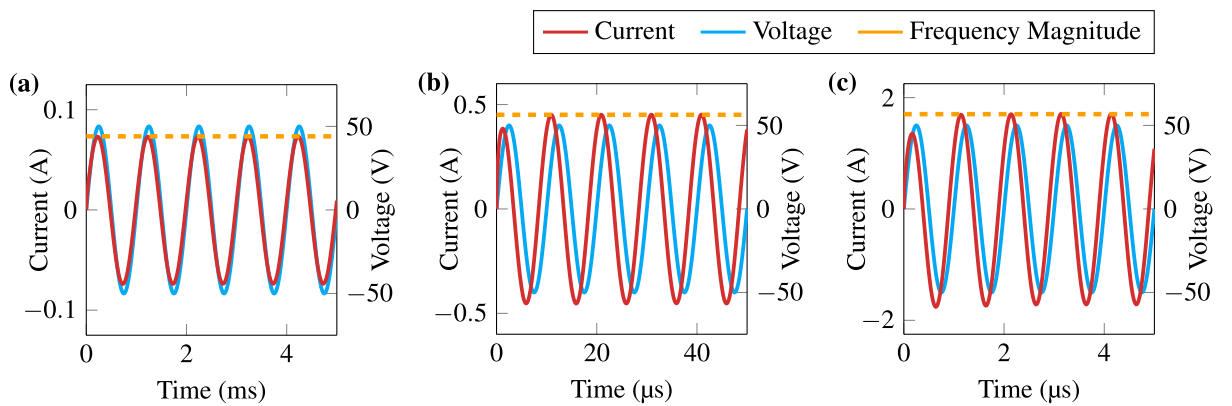 Current Voltage Frequency Magnitude
(a)
0.1
0
−0.1
Current (A)
50
0
−50
Voltage (V)
0 2 4
Time (ms)
(b)
0.5
0
−0.5
Current (A)
50
0
−50
Voltage (V)
0 20 40
Time (µs)
(c)
2
0
−2
Current (A)
50
0
−50
Voltage (V)
0 2 4
Time (µs)